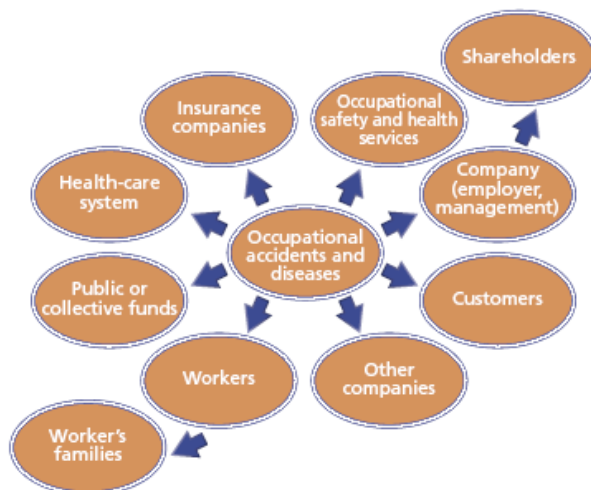 Shareholders
Insurance
companies
Occupational
safety and health
services
Health-care
system
Company
(employer,
management)
Occupational
accidents and
diseases
Public or
collective funds
Customers
Workers
Other
companies
Worker's
families